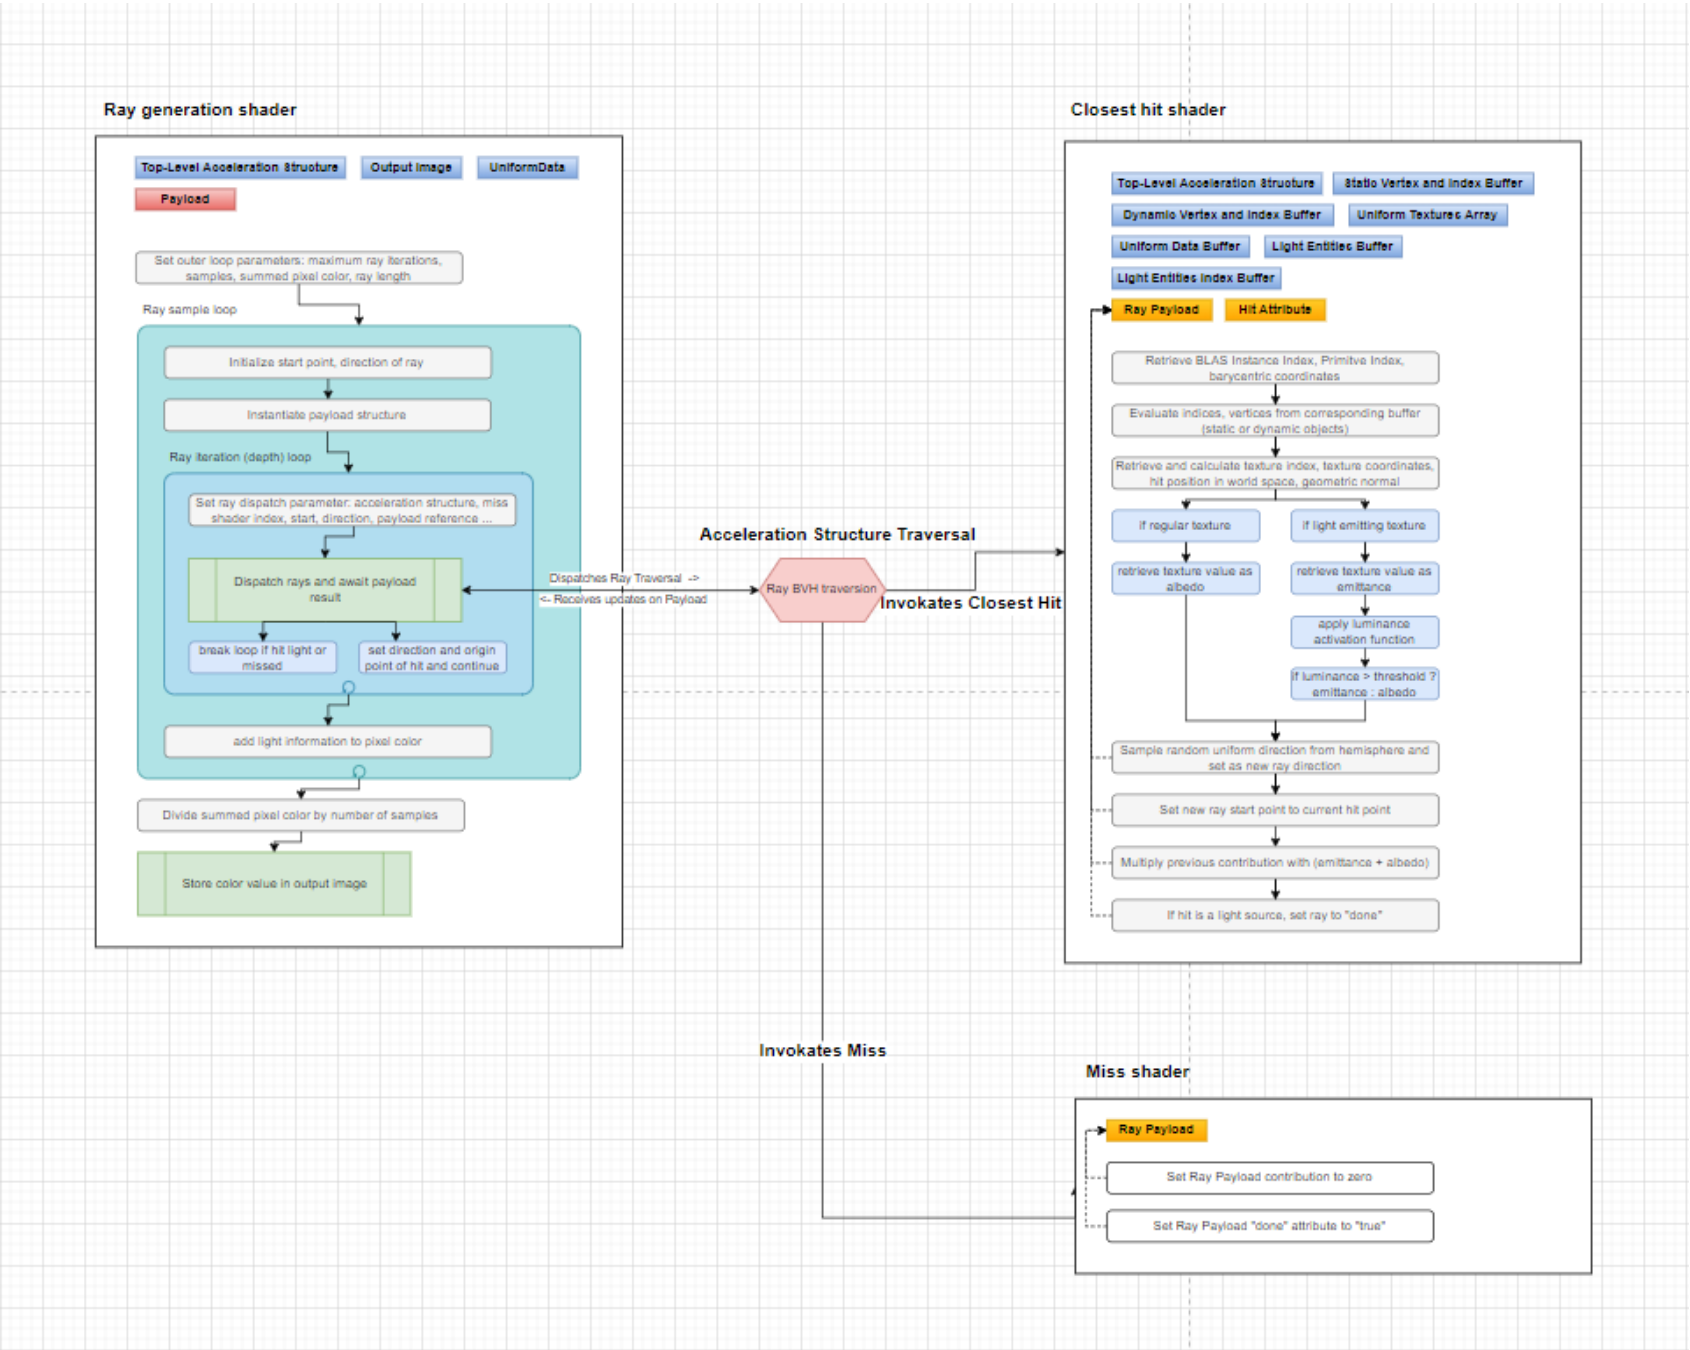 Ray generation shader
Top-Level Acceleration Structure
Output Image
UniformData
Payload
Set outer loop parameters: maximum ray iterations,
samples, summed pixel color, ray length
Ray sample loop
Initialize start point, direction of ray
Instantiate payload structure
Ray iteration (depth) loop
Set ray dispatch parameter: acceleration structure, miss
shader index, start, direction, payload reference ...
Dispatch rays and await payload
result
break loop if hit light or
missed
set direction and origin
point of hit and continue
add light information to pixel color
Divide summed pixel color by number of samples
Store color value in output image
Dispatches Ray Traversal ->
<- Receives updates on Payload
Acceleration Structure Traversal
Ray BVH traversion
Invokates Closest Hit
Invokates Miss
Closest hit shader
Top-Level Acceleration Structure
Static Vertex and Index Buffer
Dynamic Vertex and Index Buffer
Uniform Textures Array
Uniform Data Buffer
Light Entities Buffer
Light Entities Index Buffer
Ray Payload
Hit Attribute
Retrieve BLAS Instance Index, Primitve Index,
barycentric coordinates
Evaluate indices, vertices from corresponding buffer
(static or dynamic objects)
Retrieve and calculate texture index, texture coordinates,
hit position in world space, geometric normal
if regular texture
if light emitting texture
retrieve texture value as
albedo
retrieve texture value as
emittance
apply luminance
activation function
if luminance > threshold ?
emittance : albedo
Sample random uniform direction from hemisphere and
set as new ray direction
Set new ray start point to current hit point
Multiply previous contribution with (emittance + albedo)
If hit is a light source, set ray to "done"
Miss shader
Ray Payload
Set Ray Payload contribution to zero
Set Ray Payload "done" attribute to "true"